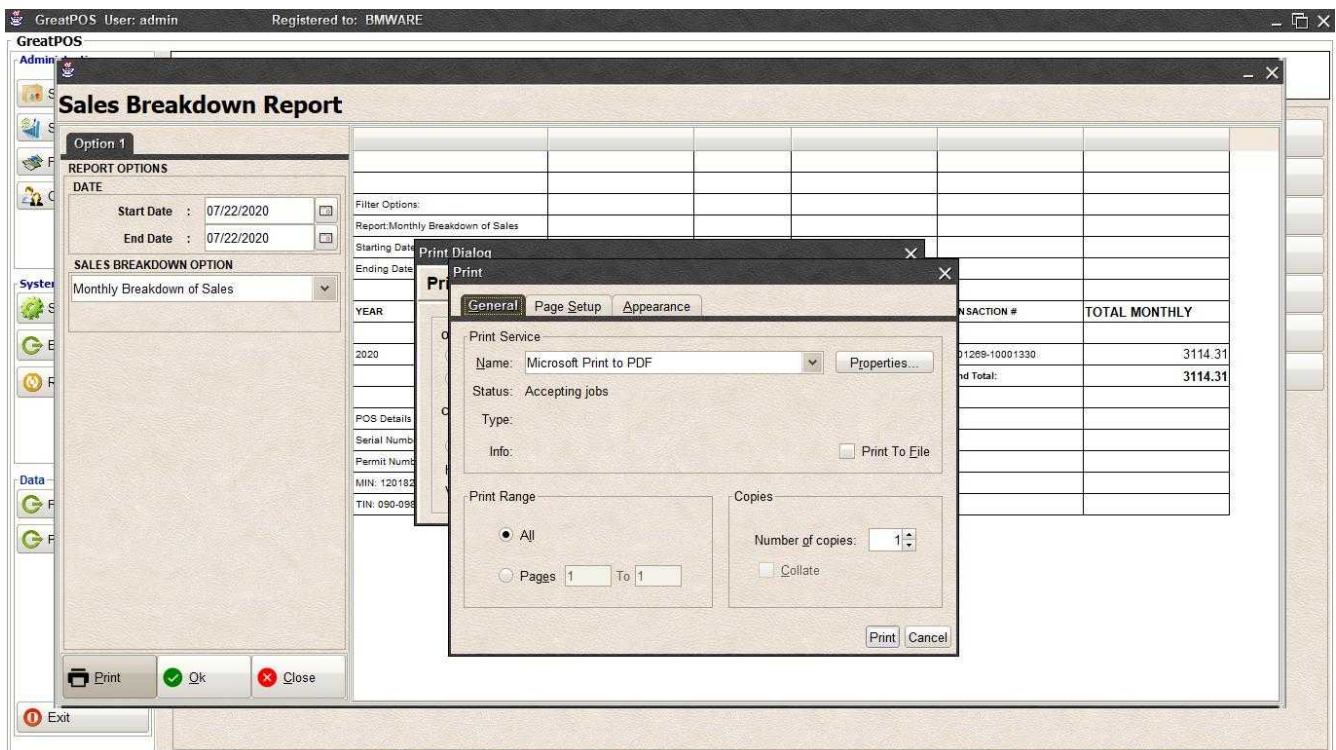 GreatPOS User: admin Registered to: BMWARE
GreatPOS
Sales Breakdown Report
Option 1
REPORT OPTIONS
DATE
Start Date : 07/22/2020
End Date : 07/22/2020
SALES BREAKDOWN OPTION
Monthly Breakdown of Sales
Print
Ok
Close
Exit
System
Data
Filter Options:
Report:Monthly Breakdown of Sales
Starting Date
Ending Date
YEAR NSACTION # TOTAL MONTHLY
2020 01269-10001330 3114.31
nd Total: 3114.31
POS Details
Serial Numb
Permit Numb
MIN: 120182
TIN: 090-098
Print Dialog
Print
General Page Setup Appearance
Print Service
Name: Microsoft Print to PDF Properties...
Status: Accepting jobs
Type:
Info: Print To File
Print Range
All
Pages 1 To 1
Copies
Number of copies: 1
Collate
Print Cancel